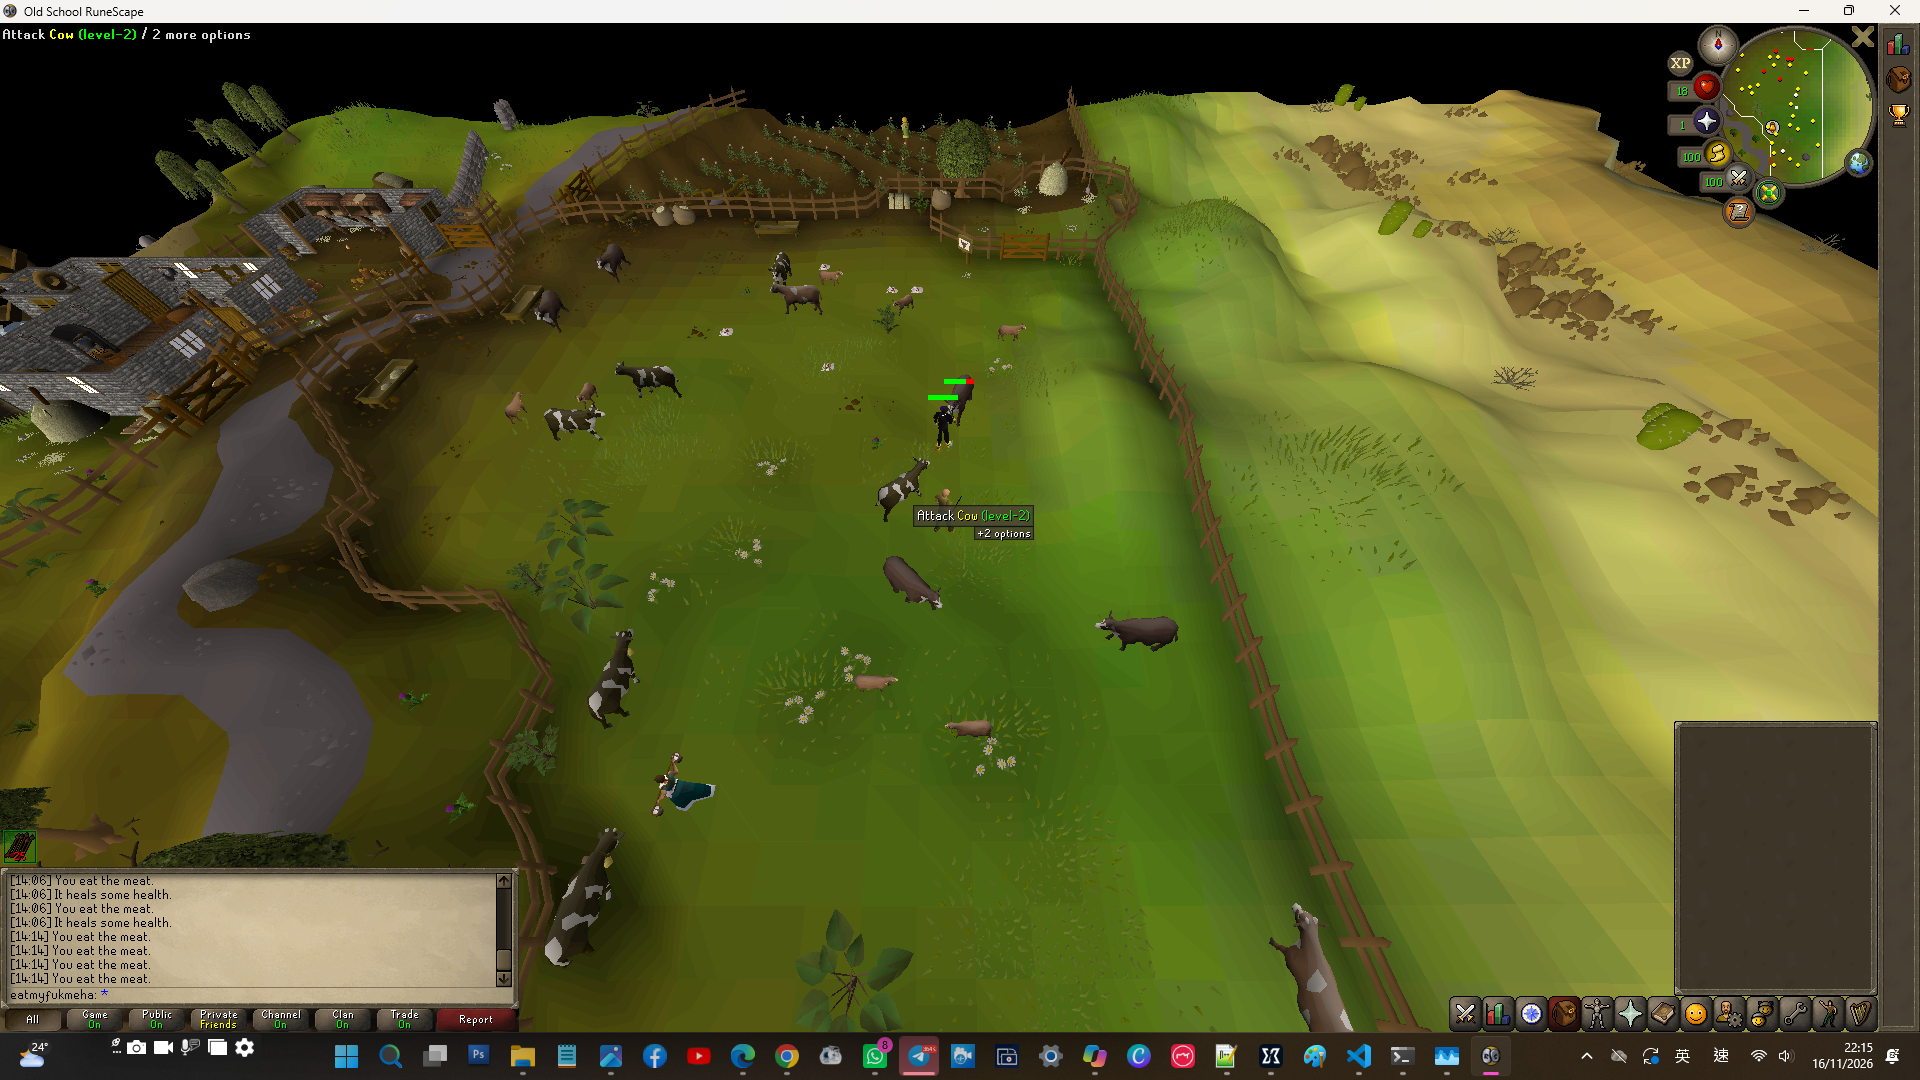 Old School RuneScape
Attack Cow (level-2) / 2 more options
N
XP
18
1
100
100
Attack Cow (level-2)
+2 options
27
[14:06] You eat the meat.
[14:06] It heals some health.
[14:06] You eat the meat.
[14:06] It heals some health.
[14:14] You eat the meat.
[14:14] You eat the meat.
[14:14] You eat the meat.
[14:14] You eat the meat.
eatmyfukmeha: *
All
Game
On
Public
On
Private
Friends
Channel
On
Clan
On
Trade
On
Report
24°
Ps
8
英
速
22:15
16/11/2026